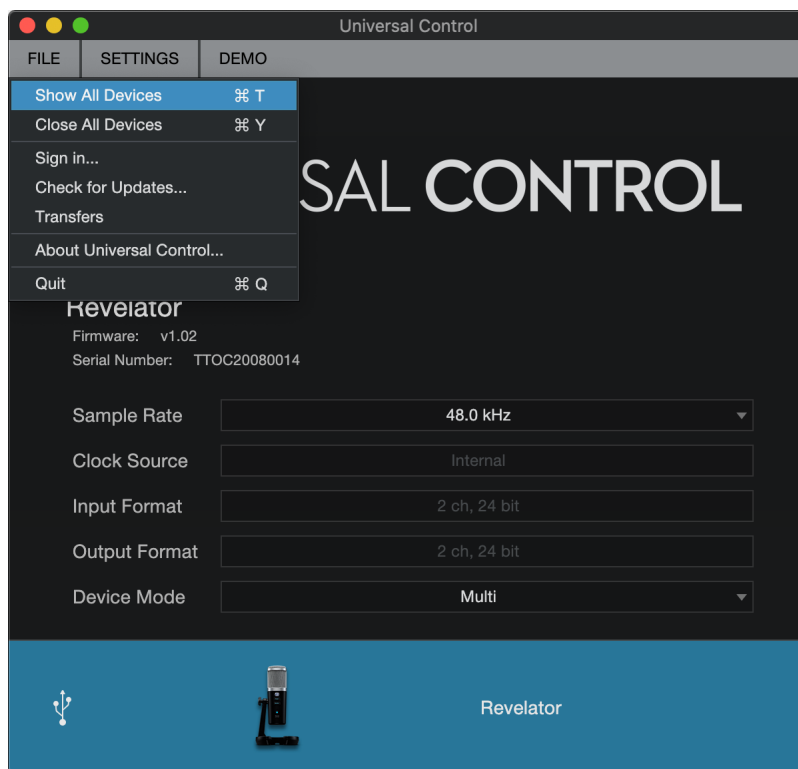 Universal Control
FILE SETTINGS DEMO
Show All Devices ⌘ T
Close All Devices ⌘ Y
Sign in...
Check for Updates...
Transfers
About Universal Control...
Quit ⌘ Q
SAL CONTROL
Revelator
Firmware: v1.02
Serial Number: TTOC20080014
Sample Rate 48.0 kHz
Clock Source Internal
Input Format 2 ch, 24 bit
Output Format 2 ch, 24 bit
Device Mode Multi
Revelator